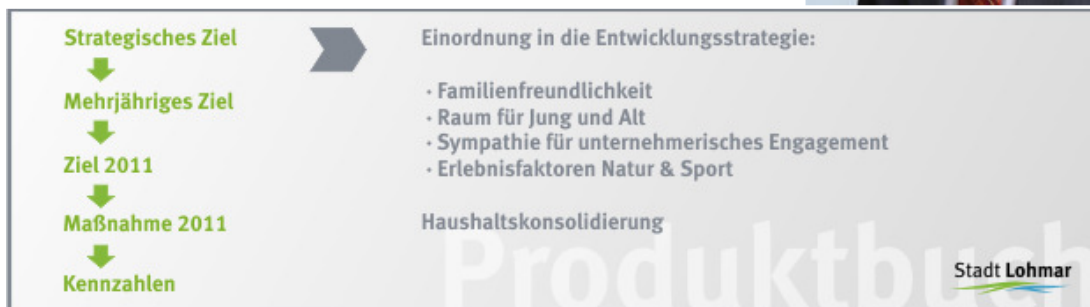 Strategisches Ziel
Mehrjähriges Ziel
Ziel 2011
Maßnahme 2011
Kennzahlen
Einordnung in die Entwicklungsstrategie:
· Familienfreundlichkeit
· Raum für Jung und Alt
· Sympathie für unternehmerisches Engagement
· Erlebnisfaktoren Natur & Sport
Haushaltskonsolidierung
Produktbuch
Stadt Lohmar